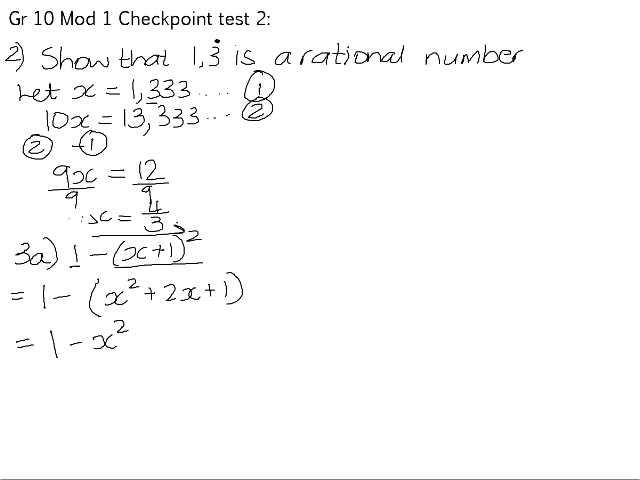 Gr 10 Mod 1 Checkpoint test 2:
2) Show that 1,3̇ is a rational number
Let x = 1,333.... ①
10x = 13,333... ②
② - ①
9x/9 = 12/9
∴ x = 4/3
3a) 1 - (x+1)²
= 1 - (x² + 2x + 1)
= 1 - x²